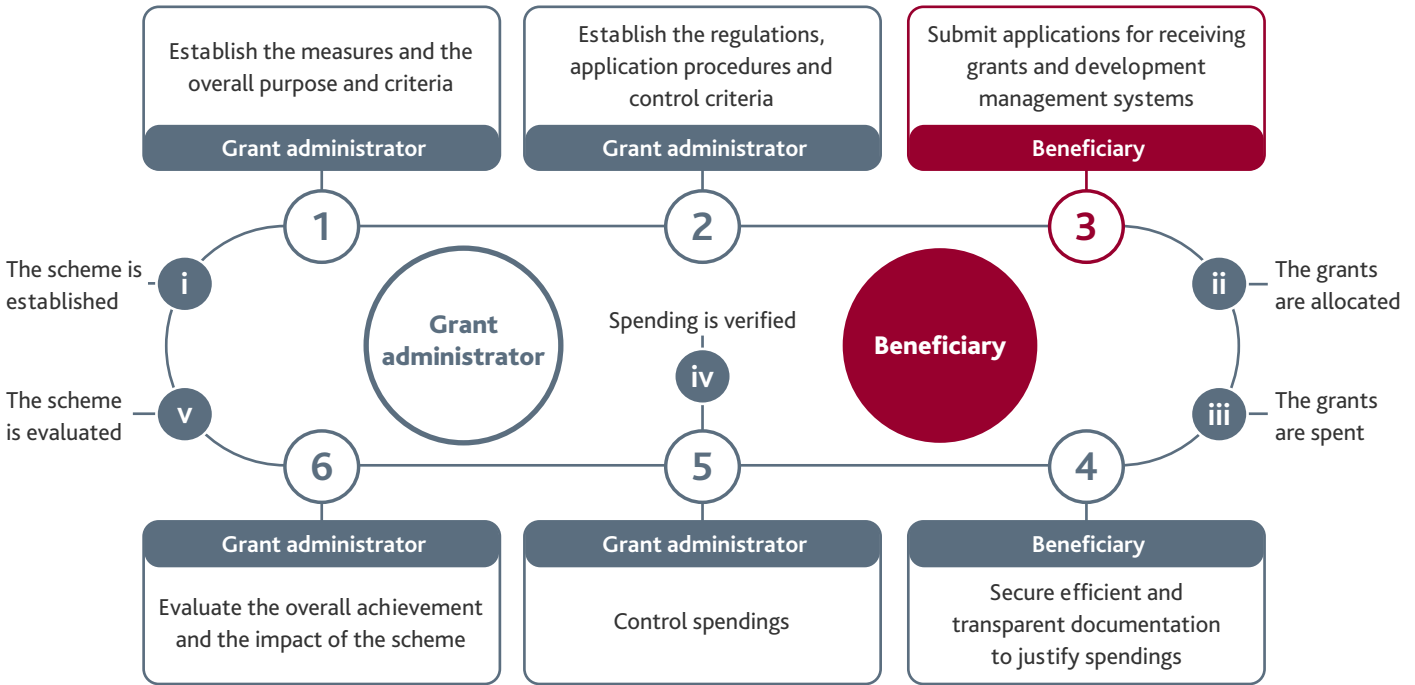 Establish the measures and the
overall purpose and criteria
Grant administrator
Establish the regulations,
application procedures and
control criteria
Grant administrator
Submit applications for receiving
grants and development
management systems
Beneficiary
1
2
3
The scheme is
established
i
ii
The grants
are allocated
Grant
administrator
Spending is verified
iv
Beneficiary
The scheme
is evaluated
v
iii
The grants
are spent
6
5
4
Grant administrator
Evaluate the overall achievement
and the impact of the scheme
Grant administrator
Control spendings
Beneficiary
Secure efficient and
transparent documentation
to justify spendings